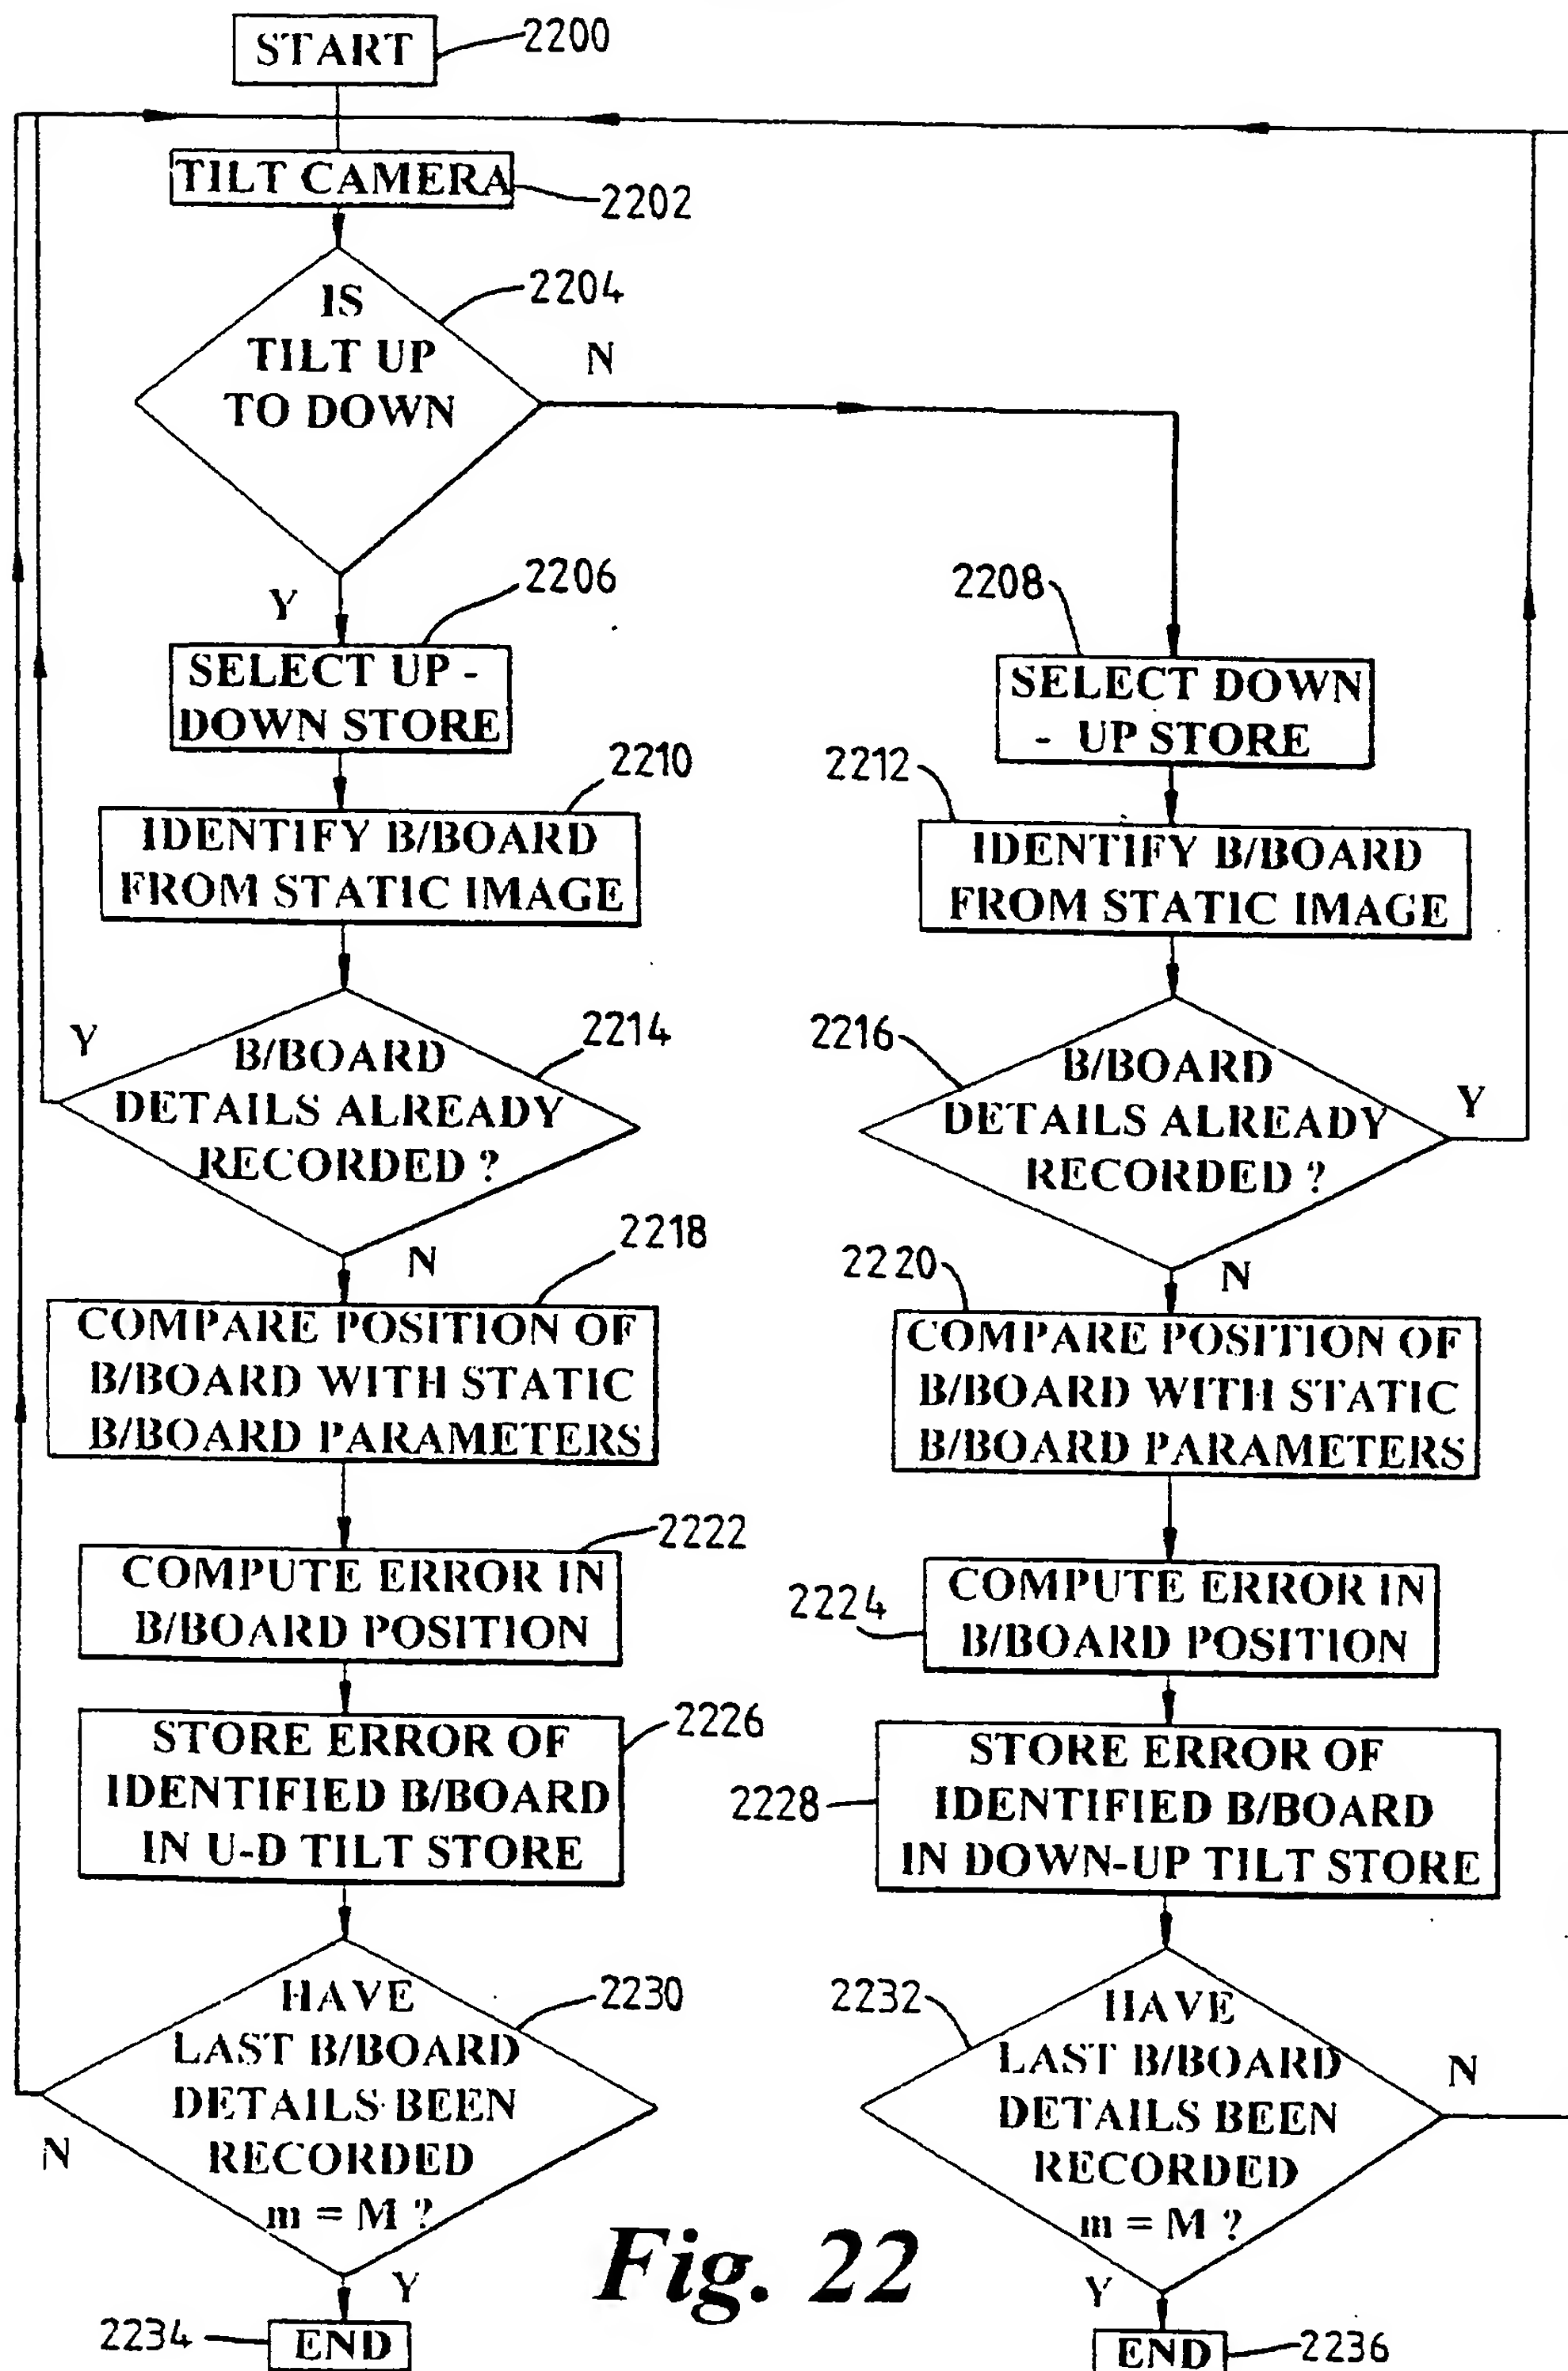 START
2200
TILT CAMERA
2202
IS
TILT UP
TO DOWN
2204
N
Y
2206
SELECT UP -
DOWN STORE
2208
SELECT DOWN
- UP STORE
2210
IDENTIFY B/BOARD
FROM STATIC IMAGE
2212
IDENTIFY B/BOARD
FROM STATIC IMAGE
Y
2214
B/BOARD
DETAILS ALREADY
RECORDED ?
N
2216
B/BOARD
DETAILS ALREADY
RECORDED ?
Y
N
2218
COMPARE POSITION OF
B/BOARD WITH STATIC
B/BOARD PARAMETERS
2220
COMPARE POSITION OF
B/BOARD WITH STATIC
B/BOARD PARAMETERS
2222
COMPUTE ERROR IN
B/BOARD POSITION
2224
COMPUTE ERROR IN
B/BOARD POSITION
2226
STORE ERROR OF
IDENTIFIED B/BOARD
IN U-D TILT STORE
2228
STORE ERROR OF
IDENTIFIED B/BOARD
IN DOWN-UP TILT STORE
2230
HAVE
LAST B/BOARD
DETAILS BEEN
RECORDED
m = M ?
N
Y
2232
HAVE
LAST B/BOARD
DETAILS BEEN
RECORDED
m = M ?
N
Y
2234
END
Fig. 22
END
2236